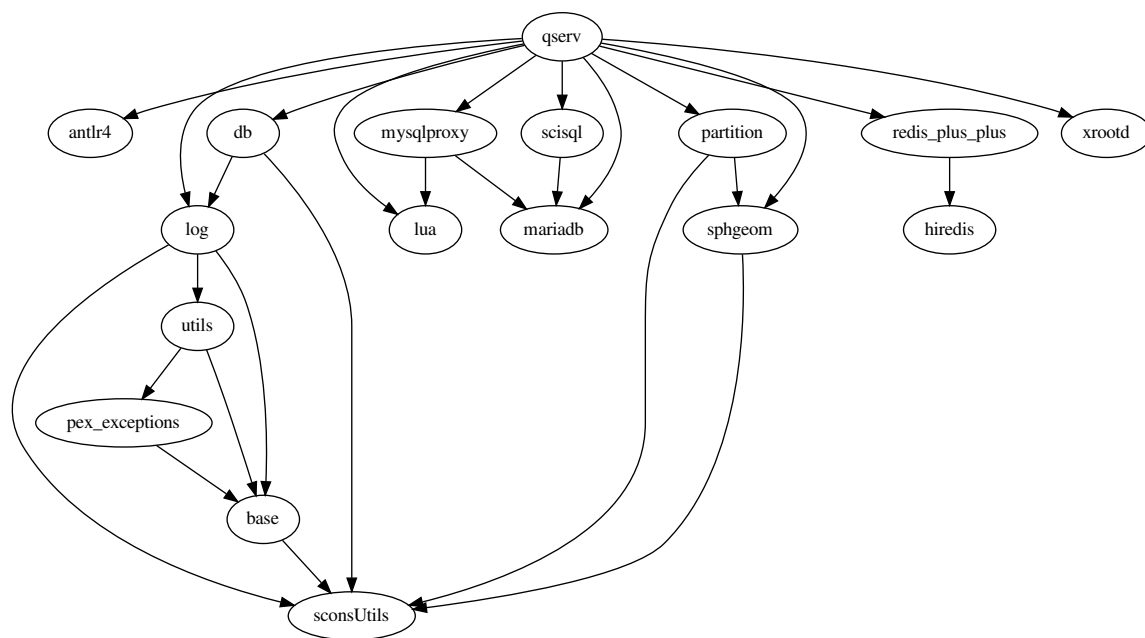 qserv
antlr4
db
mysqlproxy
scisql
partition
redis_plus_plus
xrootd
log
lua
mariadb
sphgeom
hiredis
utils
pex_exceptions
base
sconsUtils